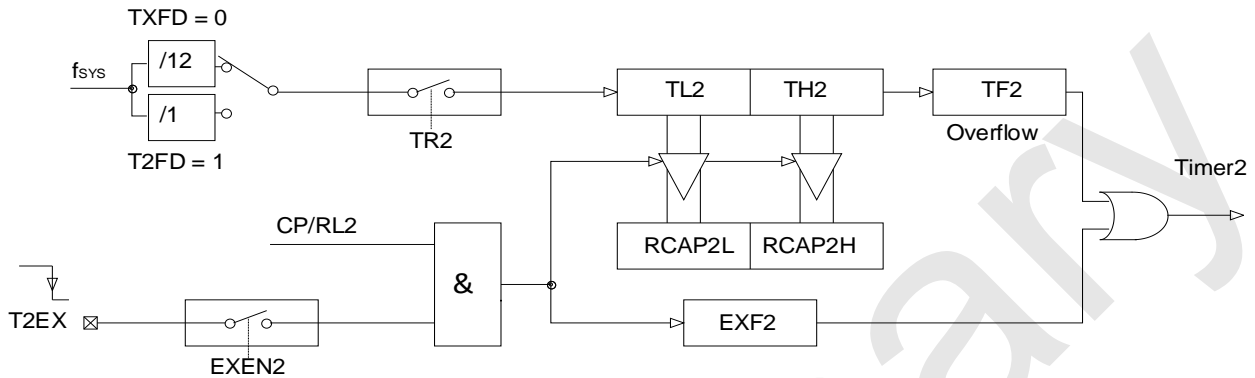 TXFD = 0
/12
fSYS
/1
T2FD = 1
TR2
TL2
TH2
TF2
Overflow
Timer2
CP/RL2
&
RCAP2L
RCAP2H
T2EX
EXEN2
EXF2